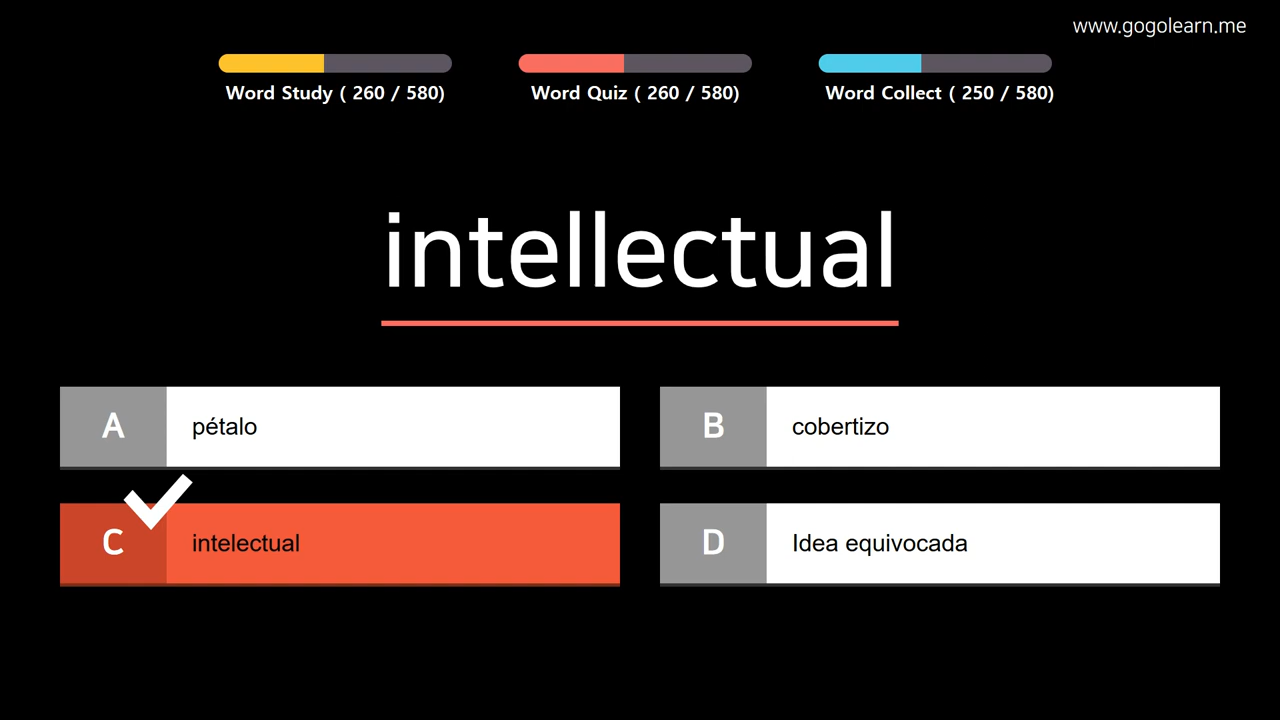 www.gogolearn.me
Word Study ( 260 / 580)
Word Quiz ( 260 / 580)
Word Collect ( 250 / 580)
intellectual
A pétalo
B cobertizo
C intelectual
D Idea equivocada